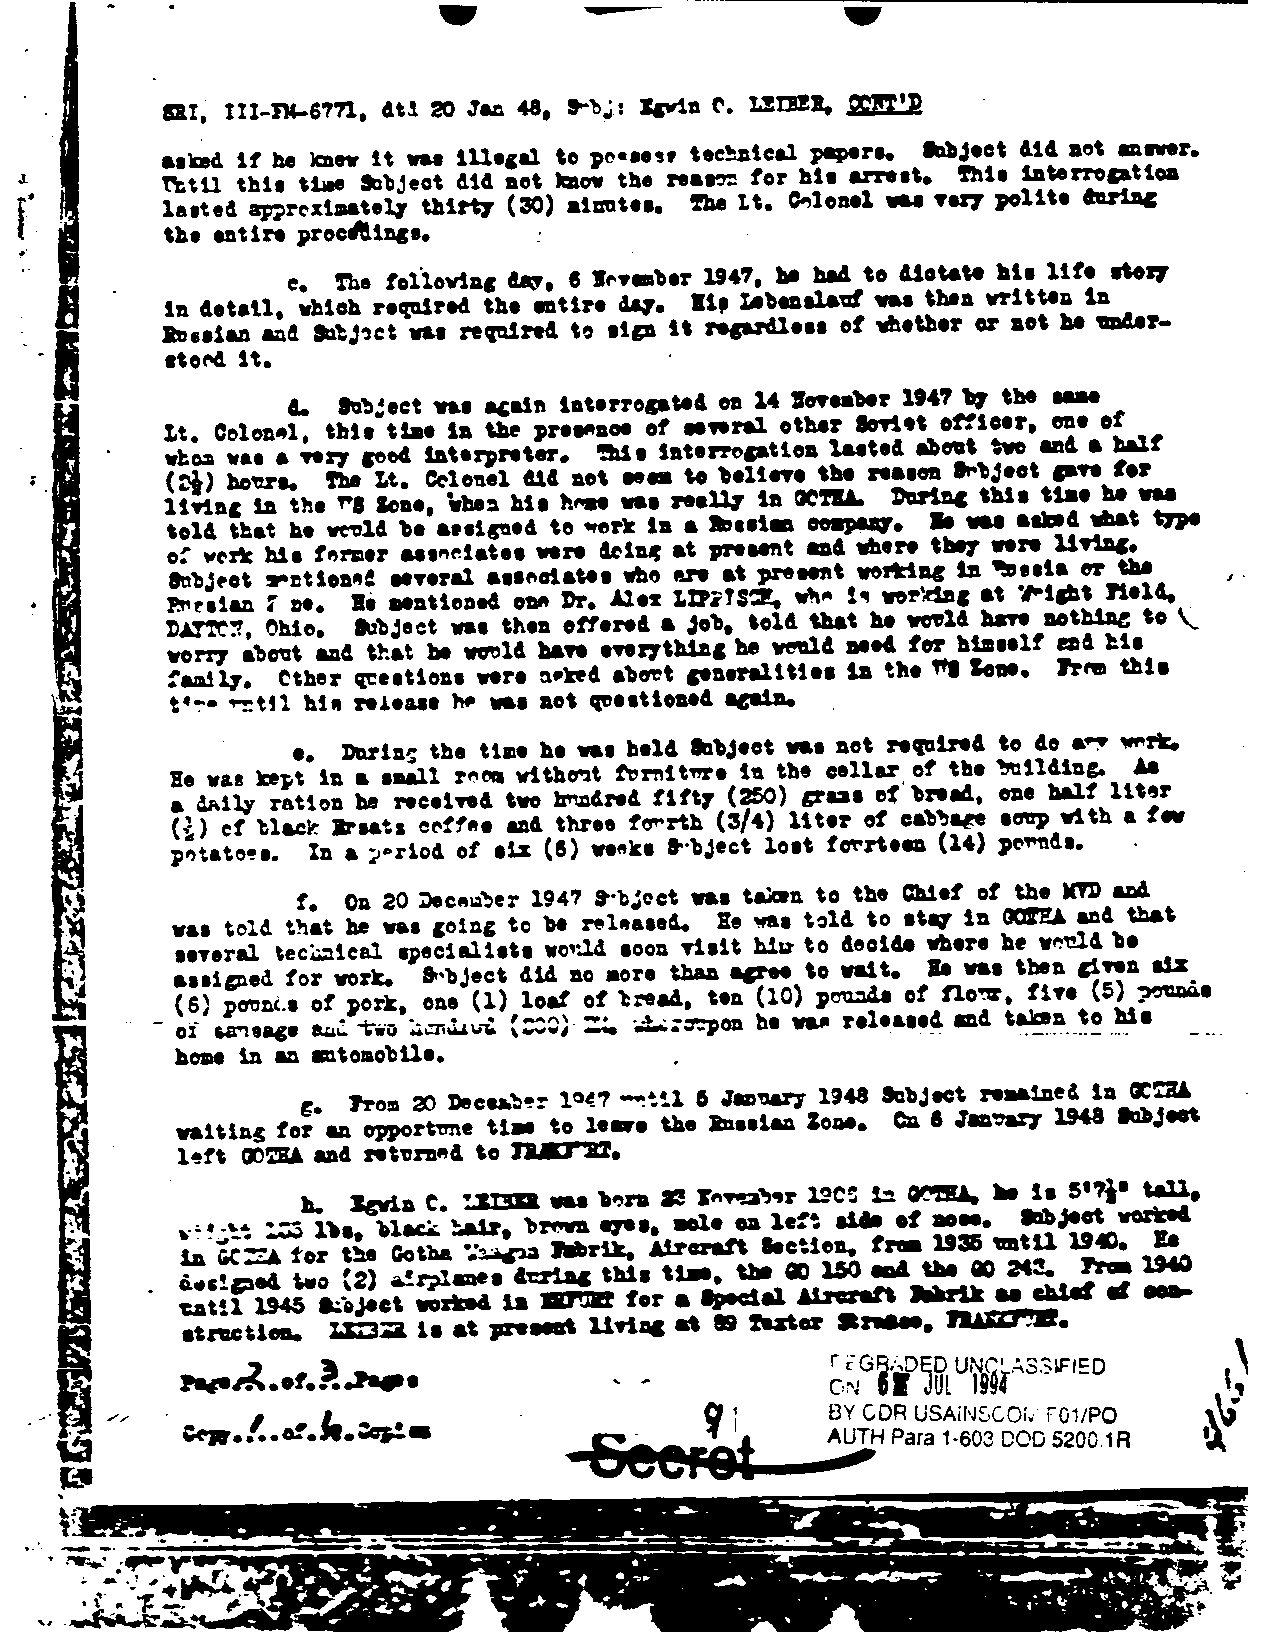 SRI, III-FM-6771, dtd 20 Jan 48, Subj: Egwin C. LEIBER, CONT'D
asked if he knew it was illegal to possess technical papers. Subject did not answer.
Until this time Subject did not know the reason for his arrest. This interrogation
lasted approximately thirty (30) minutes. The Lt. Colonel was very polite during
the entire proceedings.
c. The following day, 6 November 1947, he had to dictate his life story
in detail, which required the entire day. His Lebenslauf was then written in
Russian and Subject was required to sign it regardless of whether or not he under-
stood it.
d. Subject was again interrogated on 14 November 1947 by the same
Lt. Colonel, this time in the presence of several other Soviet officer, one of
whom was a very good interpreter. This interrogation lasted about two and a half
(2½) hours. The Lt. Colonel did not seem to believe the reason Subject gave for
living in the US Zone, when his home was really in GOTHA. During this time he was
told that he would be assigned to work in a Russian company. He was asked what type
of work his former associates were doing at present and where they were living.
Subject mentioned several associates who are at present working in Russia or the
Russian Zone. He mentioned one Dr. Alex LIPPISCH, who is working at Wright Field,
DAYTON, Ohio. Subject was then offered a job, told that he would have nothing to
worry about and that he would have everything he would need for himself and his
family. Other questions were asked about generalities in the US Zone. From this
time until his release he was not questioned again.
e. During the time he was held Subject was not required to do any work.
He was kept in a small room without furniture in the cellar of the building. As
a daily ration he received two hundred fifty (250) grams of bread, one half liter
(½) of black Ersatz coffee and three fourth (3/4) liter of cabbage soup with a few
potatoes. In a period of six (6) weeks Subject lost fourteen (14) pounds.
f. On 20 December 1947 Subject was taken to the Chief of the MVD and
was told that he was going to be released. He was told to stay in GOTHA and that
several technical specialists would soon visit him to decide where he would be
assigned for work. Subject did no more than agree to wait. He was then given six
(6) pounds of pork, one (1) loaf of bread, ten (10) pounds of flour, five (5) pounds
of sausage and two hundred (200) whereupon he was released and taken to his
home in an automobile.
g. From 20 December 1947 until 6 January 1948 Subject remained in GOTHA
waiting for an opportune time to leave the Russian Zone. On 6 January 1948 Subject
left GOTHA and returned to FRANKFURT.
h. Egwin C. LEIBER was born 23 November 1906 in GOTHA, he is 5'7½" tall,
weight lbs, black hair, brown eyes, mole on left side of nose. Subject worked
in GOTHA for the Gotha Waggon Fabrik, Aircraft Section, from 1935 until 1940. He
designed two (2) airplanes during this time, the GO 150 and the GO 242. From 1940
until 1945 Subject worked in ERFURT for a Special Aircraft Fabrik as chief of con-
struction. LEIBER is at present living at 89 Taxter Strasse, FRANKFURT.
Page 2 of 3 Pages
Copy 1 of Copies
91
Secret
REGRADED UNCLASSIFIED
ON JUL 1994
BY CDR USAINSCOM F01/PO
AUTH Para 1-603 DOD 5200.1R